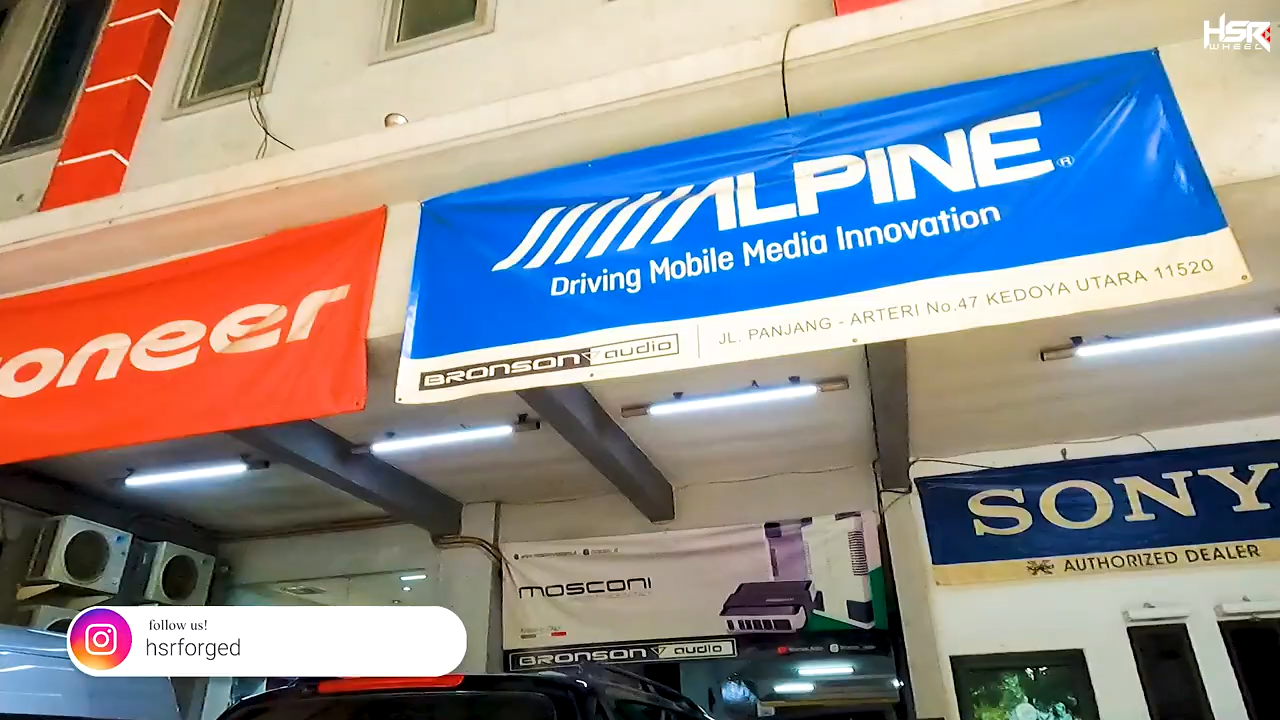 HSR
WHEEL
ALPINE®
Driving Mobile Media Innovation
BRONSON audio
JL. PANJANG - ARTERI No.47 KEDOYA UTARA 11520
oneer
SONY
AUTHORIZED DEALER
MOSCONI
BRONSON audio
follow us!
hsrforged